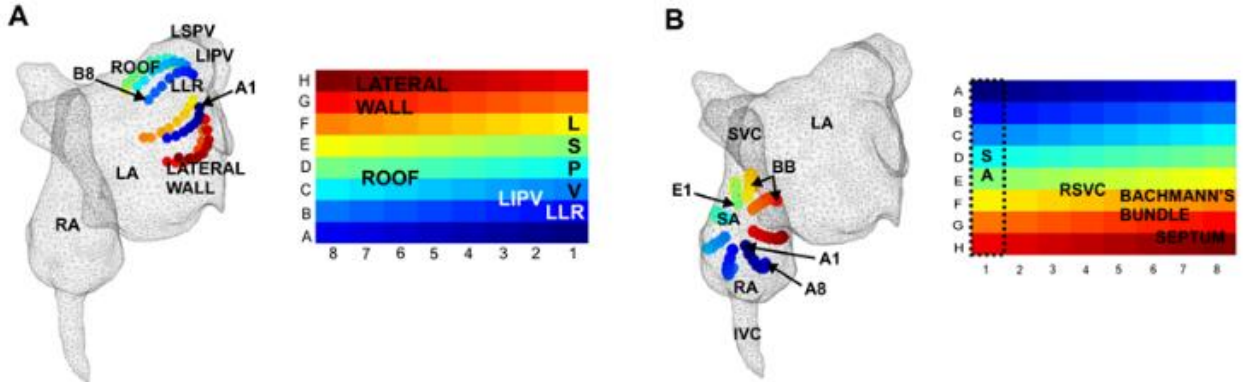 A
LSPV
LIPV
ROOF
B8
LLR
A1
LA
LATERAL
WALL
RA
H
G
F
E
D
C
B
A
LATERAL
WALL
ROOF
L
S
P
V
LIPV
LLR
8 7 6 5 4 3 2 1
B
SVC
LA
BB
E1
SA
A1
RA
A8
IVC
A
B
C
D
E
F
G
H
S
A
RSVC
BACHMANN'S
BUNDLE
SEPTUM
1 2 3 4 5 6 7 8